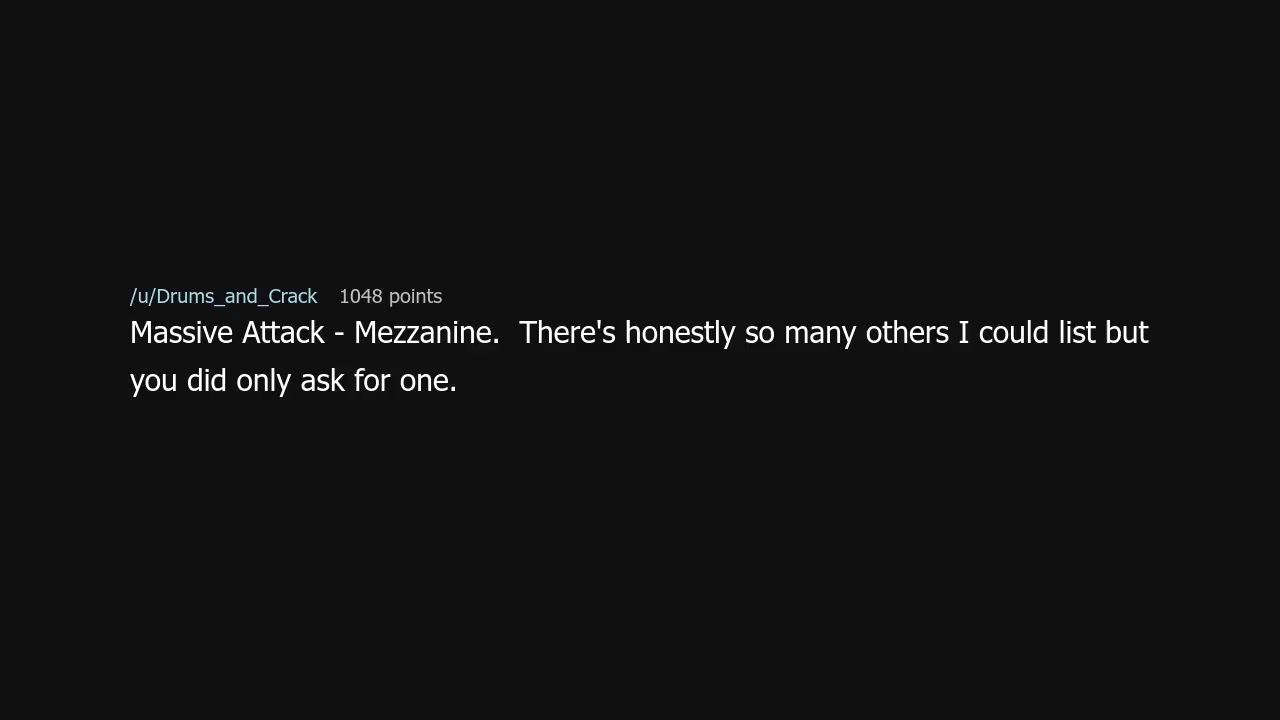 /u/Drums_and_Crack 1048 points
Massive Attack - Mezzanine.  There's honestly so many others I could list but
you did only ask for one.